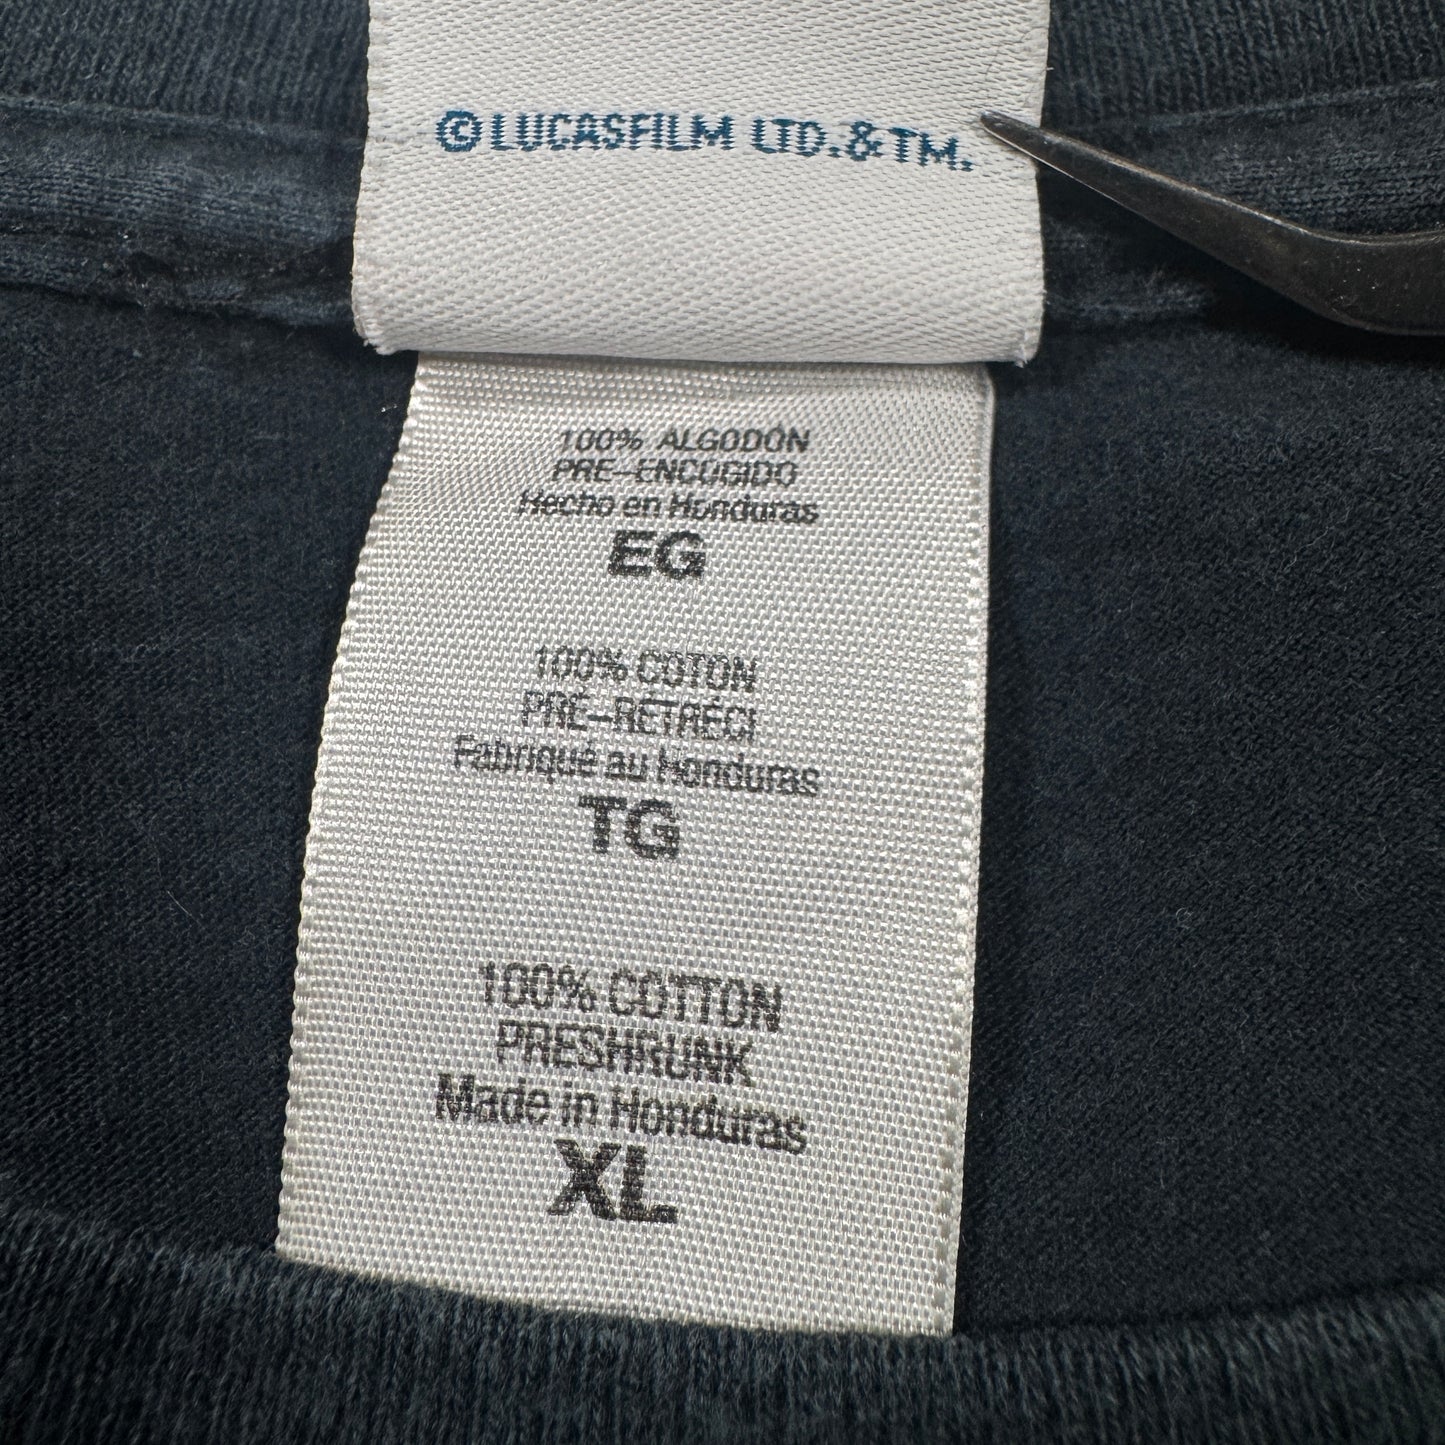 ©LUCASFILM LTD.&TM.
100% ALGODÓN
PRE-ENCOGIDO
Hecho en Honduras
EG
100% COTON
PRÉ-RÉTRÉCI
Fabriqué au Honduras
TG
100% COTTON
PRESHRUNK
Made in Honduras
XL